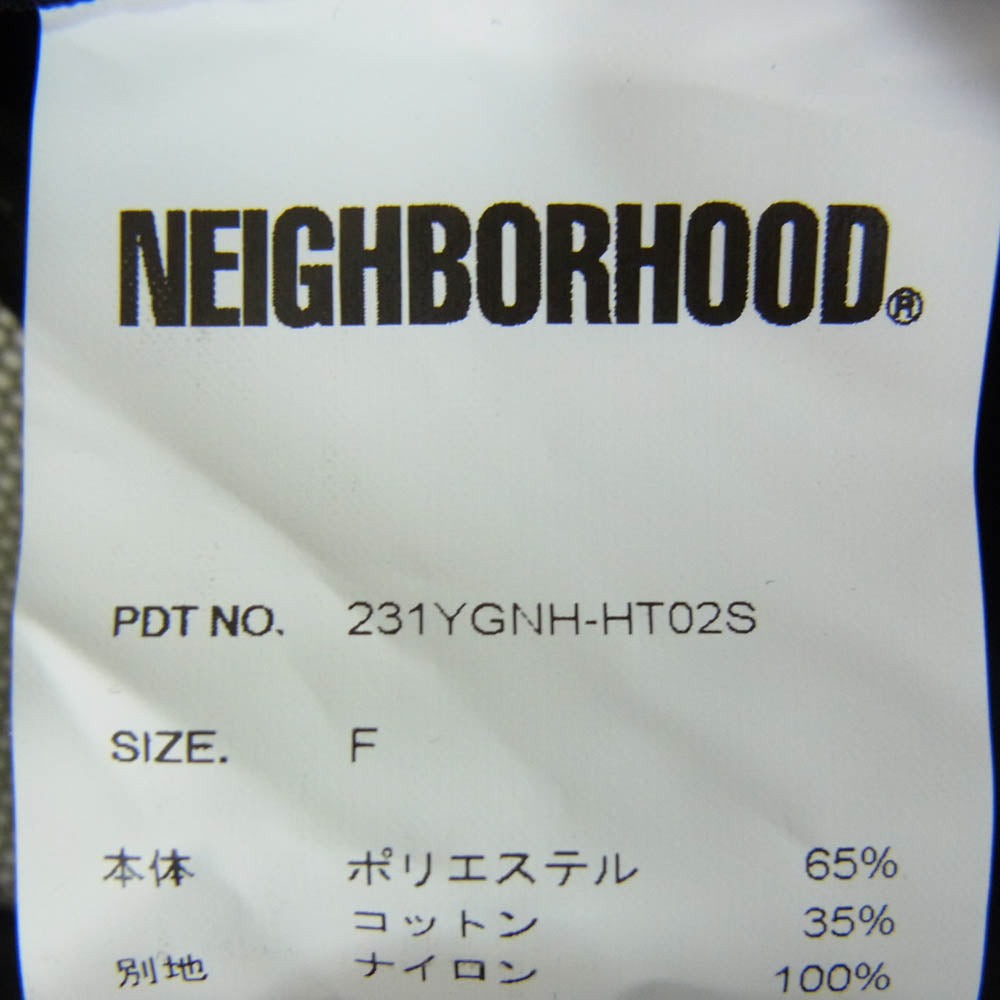 NEIGHBORHOOD®
PDT NO. 231YGNH-HT02S
SIZE. F
本体 ポリエステル 65%
コットン 35%
別地 ナイロン 100%